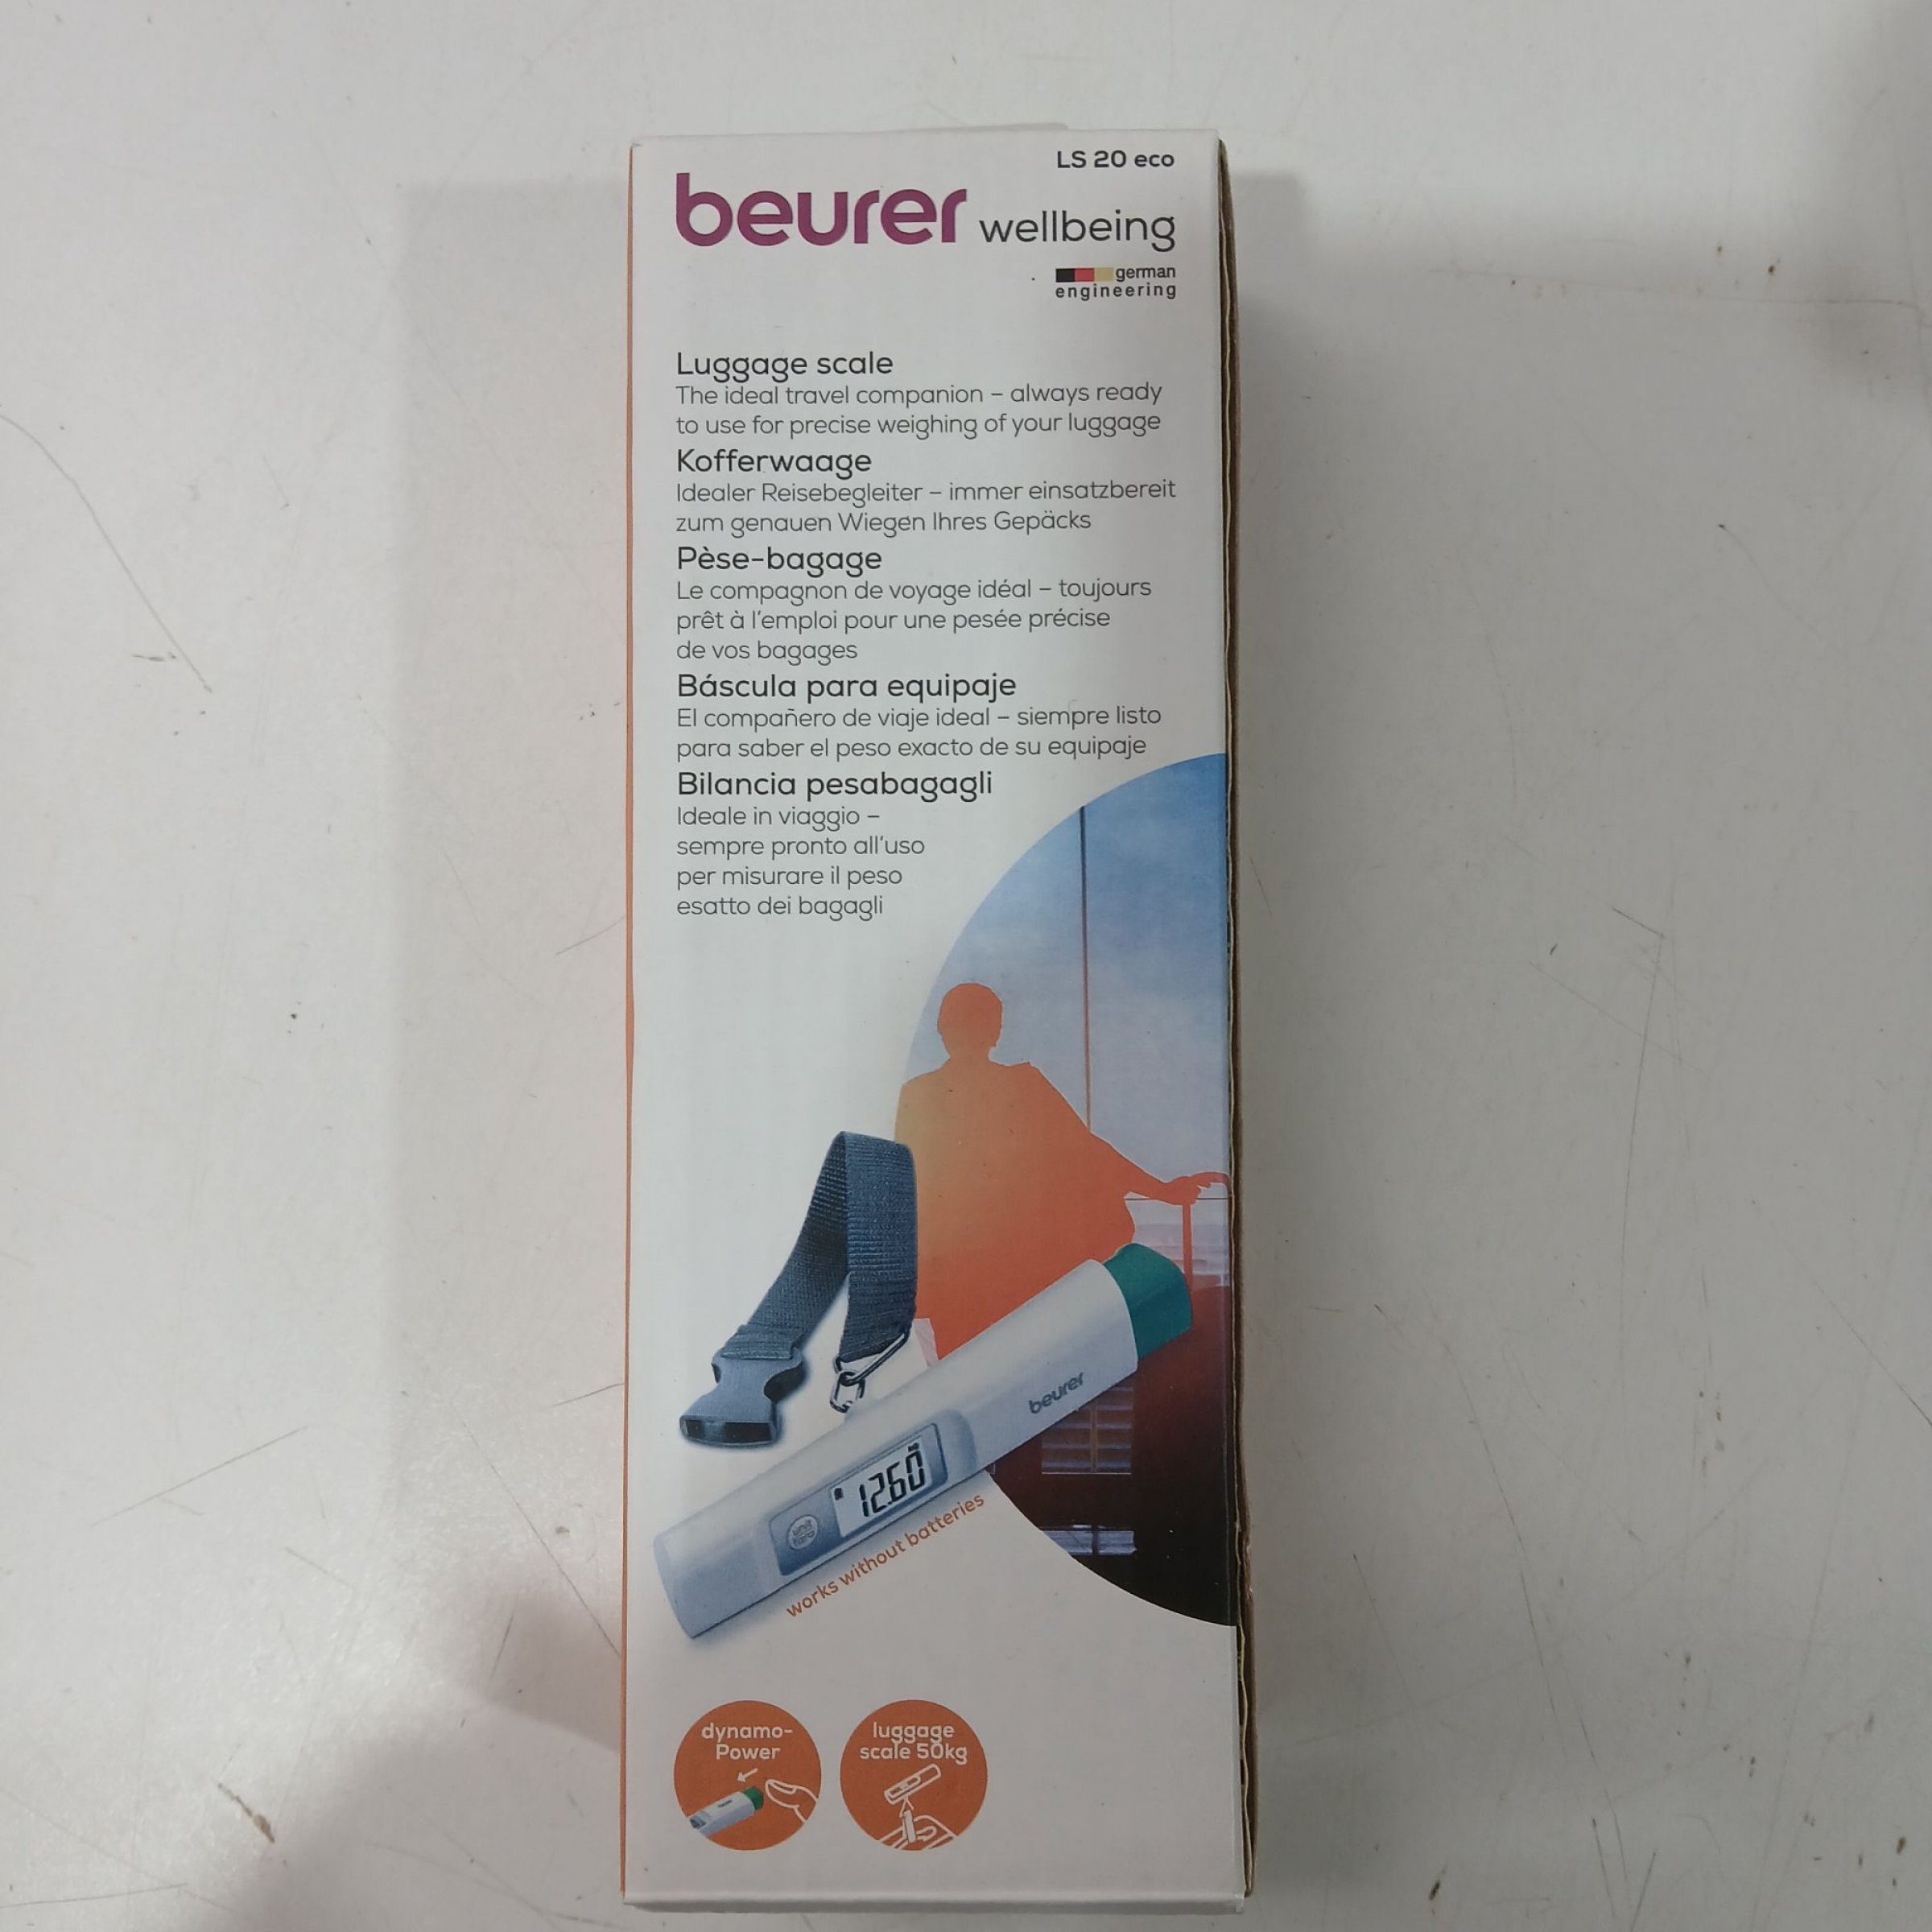 LS 20 eco
beurer wellbeing
german
engineering
Luggage scale
The ideal travel companion – always ready
to use for precise weighing of your luggage
Kofferwaage
Idealer Reisebegleiter – immer einsatzbereit
zum genauen Wiegen Ihres Gepäcks
Pèse-bagage
Le compagnon de voyage idéal – toujours
prêt à l'emploi pour une pesée précise
de vos bagages
Báscula para equipaje
El compañero de viaje ideal – siempre listo
para saber el peso exacto de su equipaje
Bilancia pesabagagli
Ideale in viaggio –
sempre pronto all'uso
per misurare il peso
esatto dei bagagli
beurer
12.60
unit
tara
works without batteries
dynamo-
Power
beurer
luggage
scale 50kg